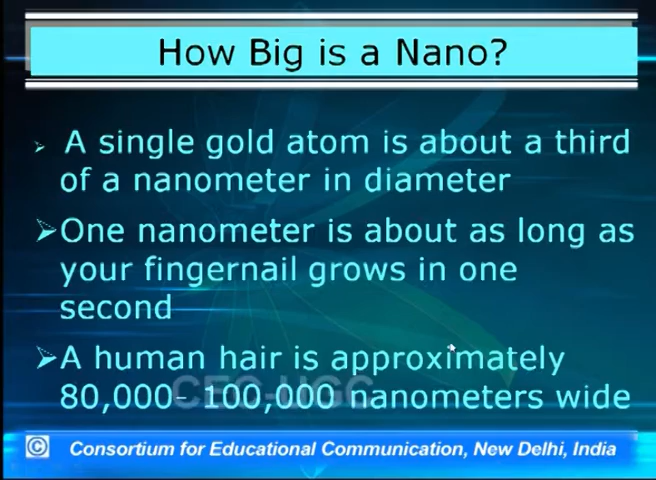 How Big is a Nano?
A single gold atom is about a third
of a nanometer in diameter
One nanometer is about as long as
your fingernail grows in one
second
A human hair is approximately
80,000- 100,000 nanometers wide
CEC-UGC
© Consortium for Educational Communication, New Delhi, India